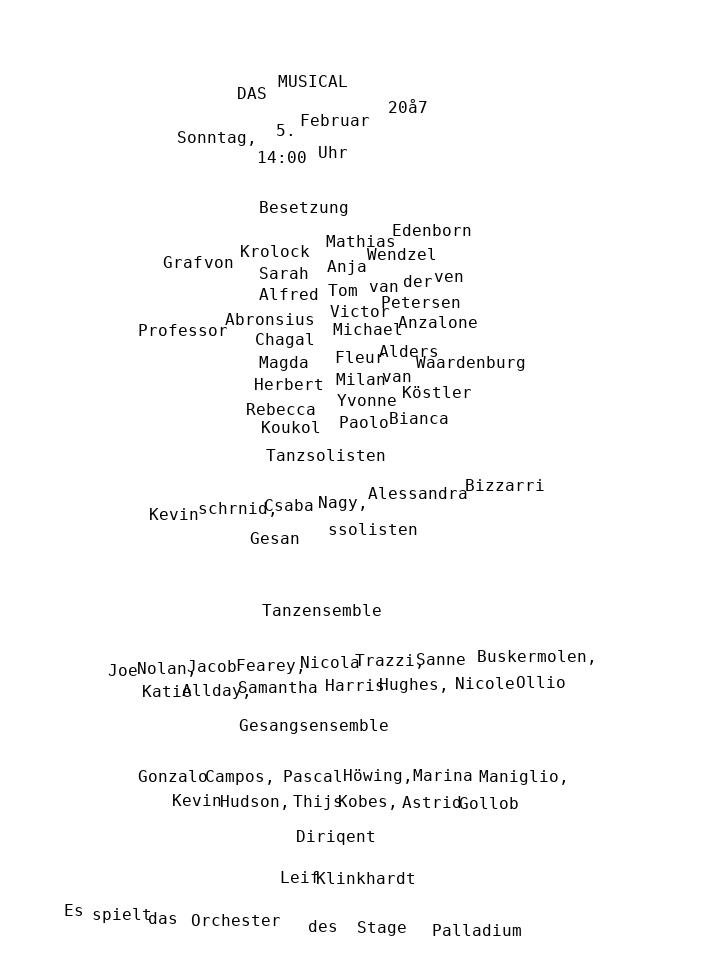 DAS MUSICAL
Sonntag, 5. Februar 20å7
14:00 Uhr
Besetzung
Graf von Krolock Mathias Edenborn
Sarah Anja Wendzel
Alfred Tom van der ven
Professor Abronsius Victor Petersen
Chagal Michael Anzalone
Magda Fleur Alders
Herbert Milan van Waardenburg
Rebecca Yvonne Köstler
Koukol Paolo Bianca
Tanzsolisten
Kevin schrnid, Csaba Nagy, Alessandra Bizzarri
Gesan ssolisten
Tanzensemble
Joe Nolan, Jacob Fearey, Nicola Trazzi, Sanne Buskermolen,
Katie Allday, Samantha Harris Hughes, Nicole Ollio
Gesangsensemble
Gonzalo Campos, Pascal Höwing, Marina Maniglio,
Kevin Hudson, Thijs Kobes, Astrid Gollob
Diriqent
Leif Klinkhardt
Es spielt das Orchester des Stage Palladium